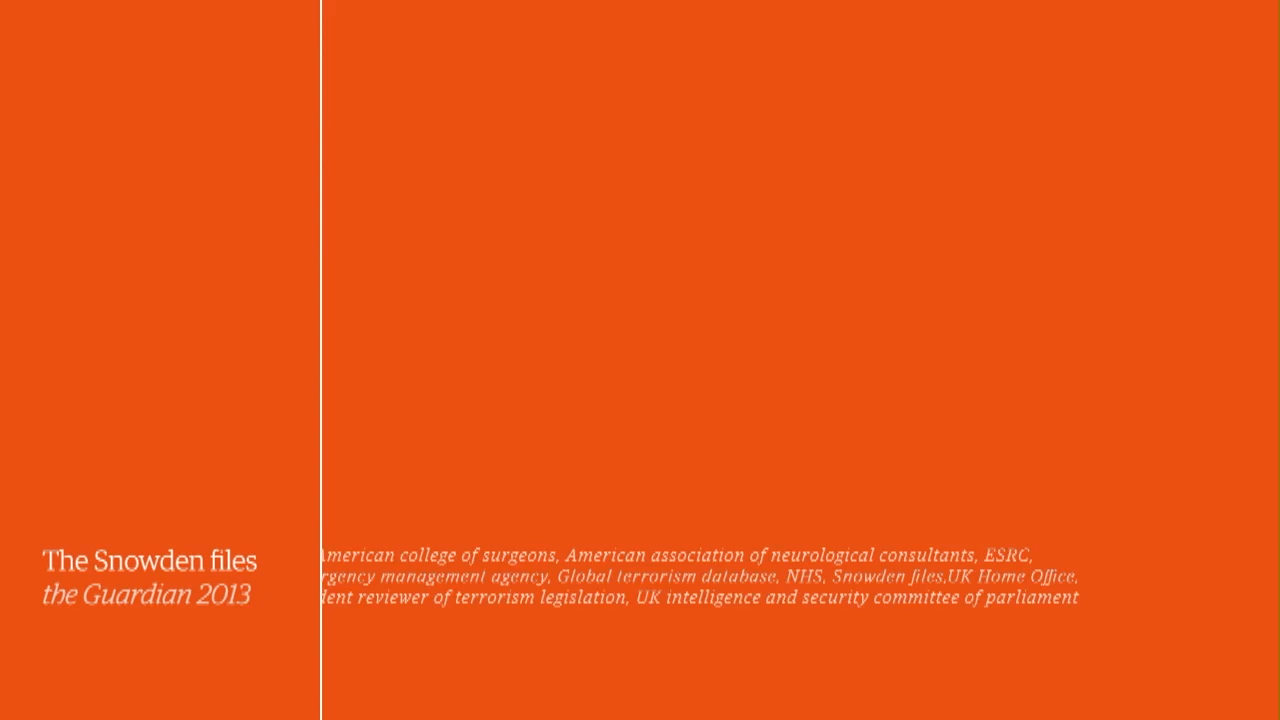 The Snowden files
the Guardian 2013
American college of surgeons, American association of neurological consultants, ESRC,
management agency, Global terrorism database, NHS, Snowden files,UK Home Office,
reviewer of terrorism legislation, UK intelligence and security committee of parliament